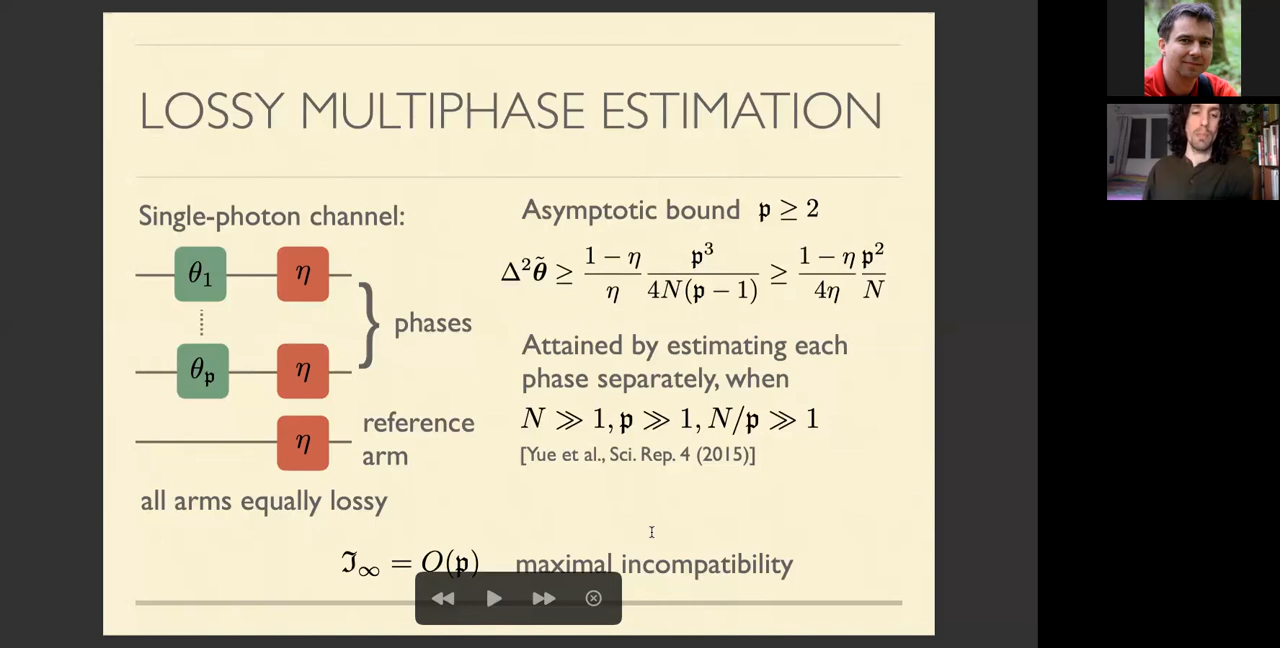 LOSSY MULTIPHASE ESTIMATION
Single-photon channel:
θ₁ η
θ𝔭 η
} phases
η
reference
arm
all arms equally lossy
Asymptotic bound 𝔭 ≥ 2
Δ²θ̃ ≥ (1 − η)/η 𝔭³/(4N(𝔭 − 1)) ≥ (1 − η)/(4η) 𝔭²/N
Attained by estimating each
phase separately, when
N ≫ 1, 𝔭 ≫ 1, N/𝔭 ≫ 1
[Yue et al., Sci. Rep. 4 (2015)]
ℑ∞ = O(𝔭) maximal incompatibility